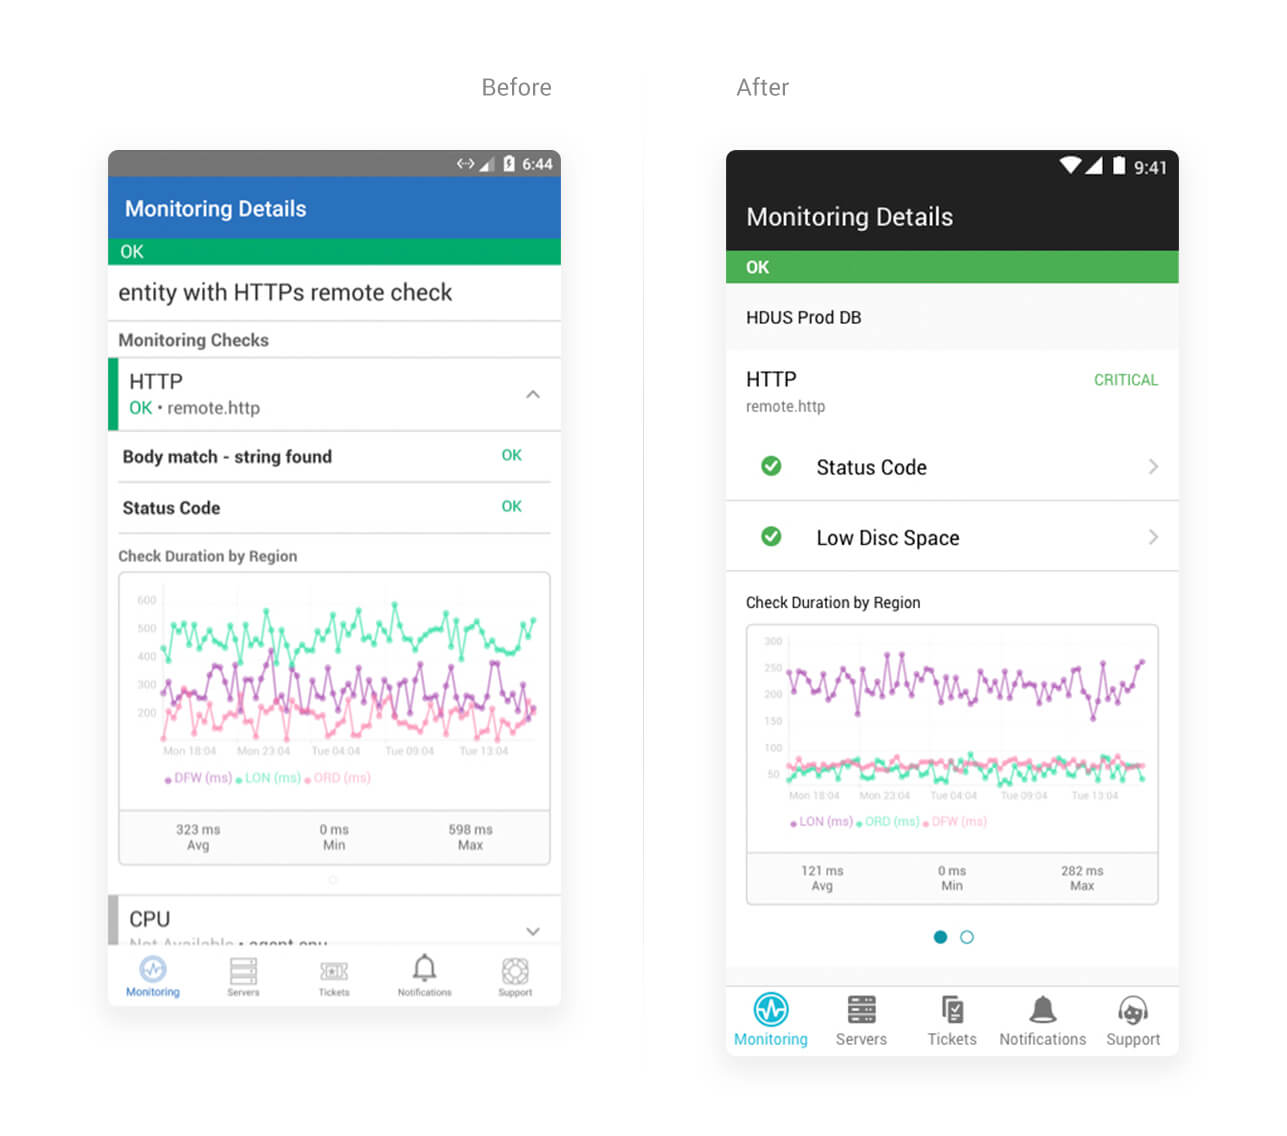 Before
After
6:44
Monitoring Details
OK
entity with HTTPs remote check
Monitoring Checks
HTTP
OK • remote.http
Body match - string found OK
Status Code OK
Check Duration by Region
600
500
400
300
200
Mon 18:04 Mon 23:04 Tue 04:04 Tue 09:04 Tue 13:04
DFW (ms) LON (ms) ORD (ms)
323 ms 0 ms 598 ms
Avg Min Max
CPU
Not Available • agent.cpu
Monitoring Servers Tickets Notifications Support
9:41
Monitoring Details
OK
HDUS Prod DB
HTTP CRITICAL
remote.http
Status Code
Low Disc Space
Check Duration by Region
300
250
200
150
100
50
Mon 18:04 Mon 23:04 Tue 04:04 Tue 09:04 Tue 13:04
LON (ms) ORD (ms) DFW (ms)
121 ms 0 ms 282 ms
Avg Min Max
Monitoring Servers Tickets Notifications Support